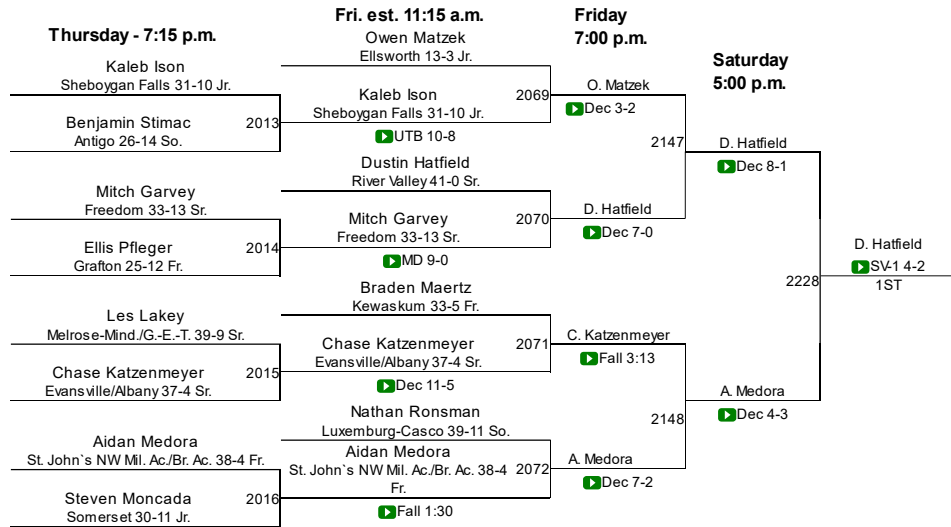 Thursday - 7:15 p.m.
Kaleb Ison
Sheboygan Falls 31-10 Jr.
Benjamin Stimac
Antigo 26-14 So.
2013
Mitch Garvey
Freedom 33-13 Sr.
Ellis Pfleger
Grafton 25-12 Fr.
2014
Les Lakey
Melrose-Mind./G.-E.-T. 39-9 Sr.
Chase Katzenmeyer
Evansville/Albany 37-4 Sr.
2015
Aidan Medora
St. John`s NW Mil. Ac./Br. Ac. 38-4 Fr.
Steven Moncada
Somerset 30-11 Jr.
2016
Fri. est. 11:15 a.m.
Owen Matzek
Ellsworth 13-3 Jr.
Kaleb Ison
Sheboygan Falls 31-10 Jr.
UTB 10-8
2069
Dustin Hatfield
River Valley 41-0 Sr.
Mitch Garvey
Freedom 33-13 Sr.
MD 9-0
2070
Braden Maertz
Kewaskum 33-5 Fr.
Chase Katzenmeyer
Evansville/Albany 37-4 Sr.
Dec 11-5
2071
Nathan Ronsman
Luxemburg-Casco 39-11 So.
Aidan Medora
St. John`s NW Mil. Ac./Br. Ac. 38-4
Fr.
Fall 1:30
2072
Friday
7:00 p.m.
O. Matzek
Dec 3-2
2147
D. Hatfield
Dec 7-0
C. Katzenmeyer
Fall 3:13
2148
A. Medora
Dec 7-2
Saturday
5:00 p.m.
D. Hatfield
Dec 8-1
2228
A. Medora
Dec 4-3
D. Hatfield
SV-1 4-2
1ST